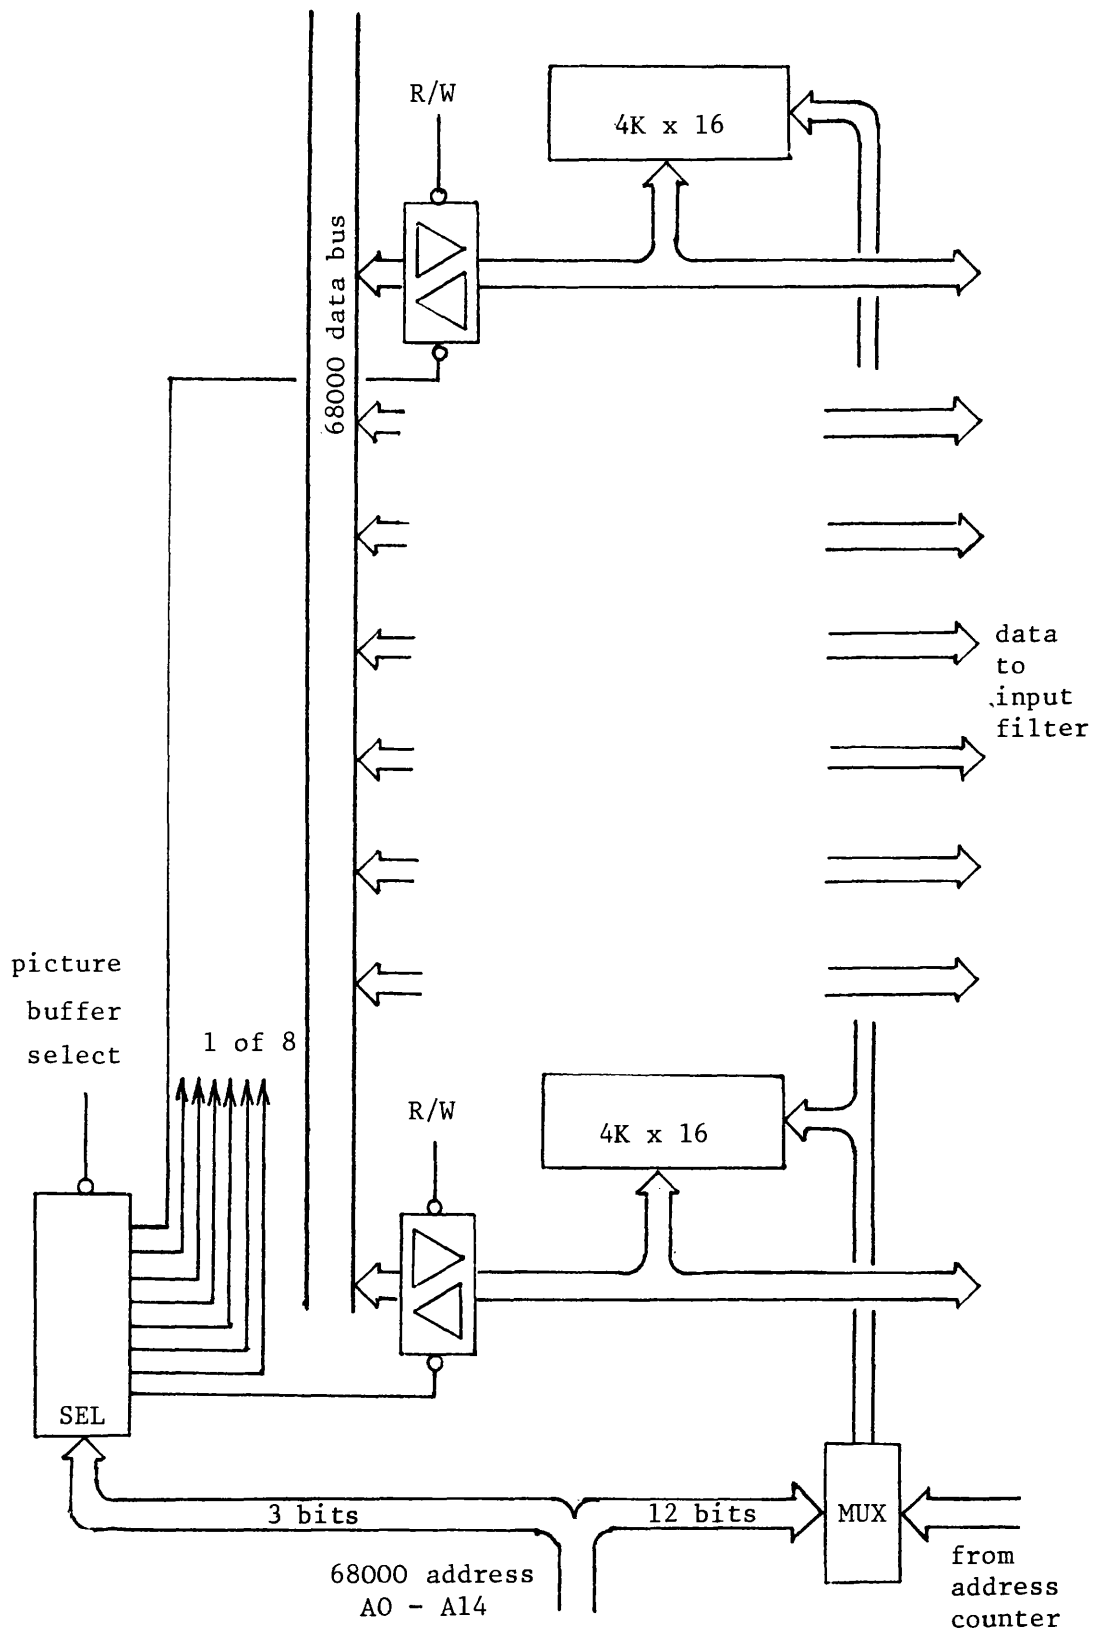 R/W
4K x 16
68000 data bus
data
to
input
filter
picture
buffer
select
1 of 8
R/W
4K x 16
SEL
3 bits
12 bits
MUX
68000 address
A0 - A14
from
address
counter